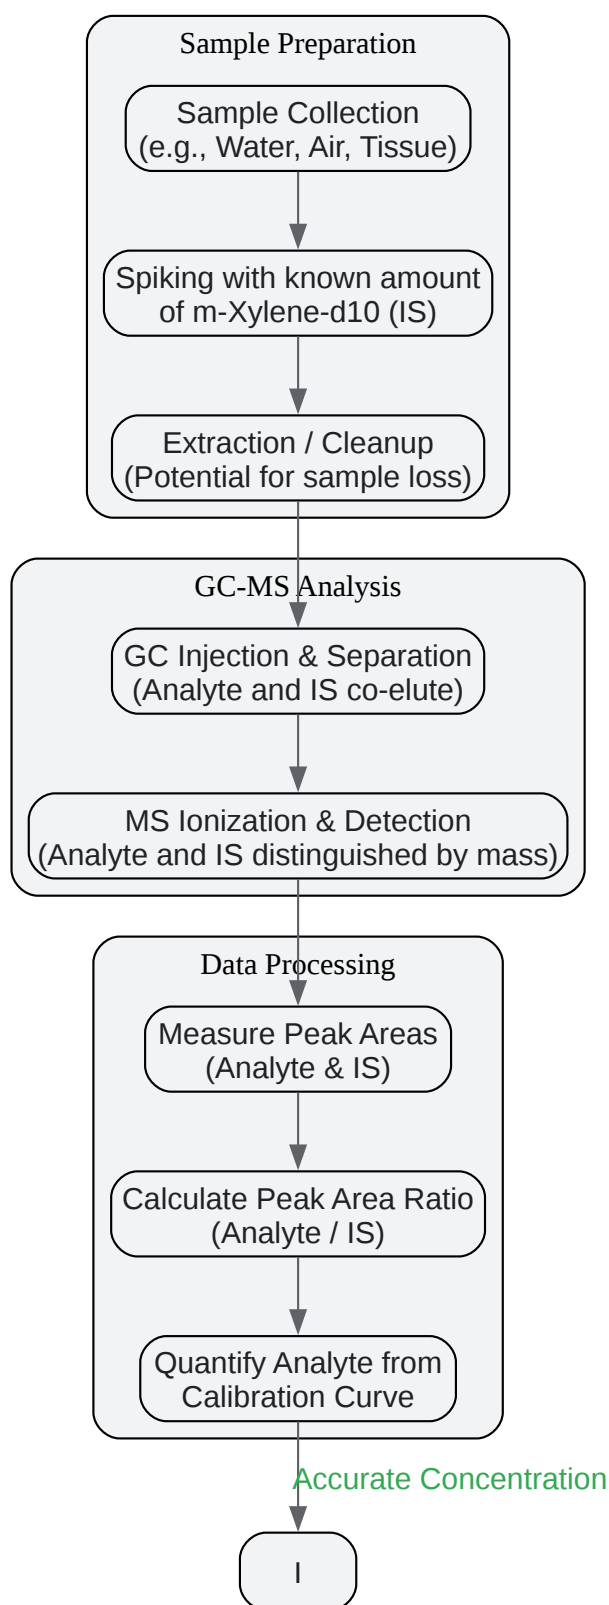 Sample Preparation
Sample Collection
(e.g., Water, Air, Tissue)
Spiking with known amount
of m-Xylene-d10 (IS)
Extraction / Cleanup
(Potential for sample loss)
GC-MS Analysis
GC Injection & Separation
(Analyte and IS co-elute)
MS Ionization & Detection
(Analyte and IS distinguished by mass)
Data Processing
Measure Peak Areas
(Analyte & IS)
Calculate Peak Area Ratio
(Analyte / IS)
Quantify Analyte from
Calibration Curve
Accurate Concentration
I